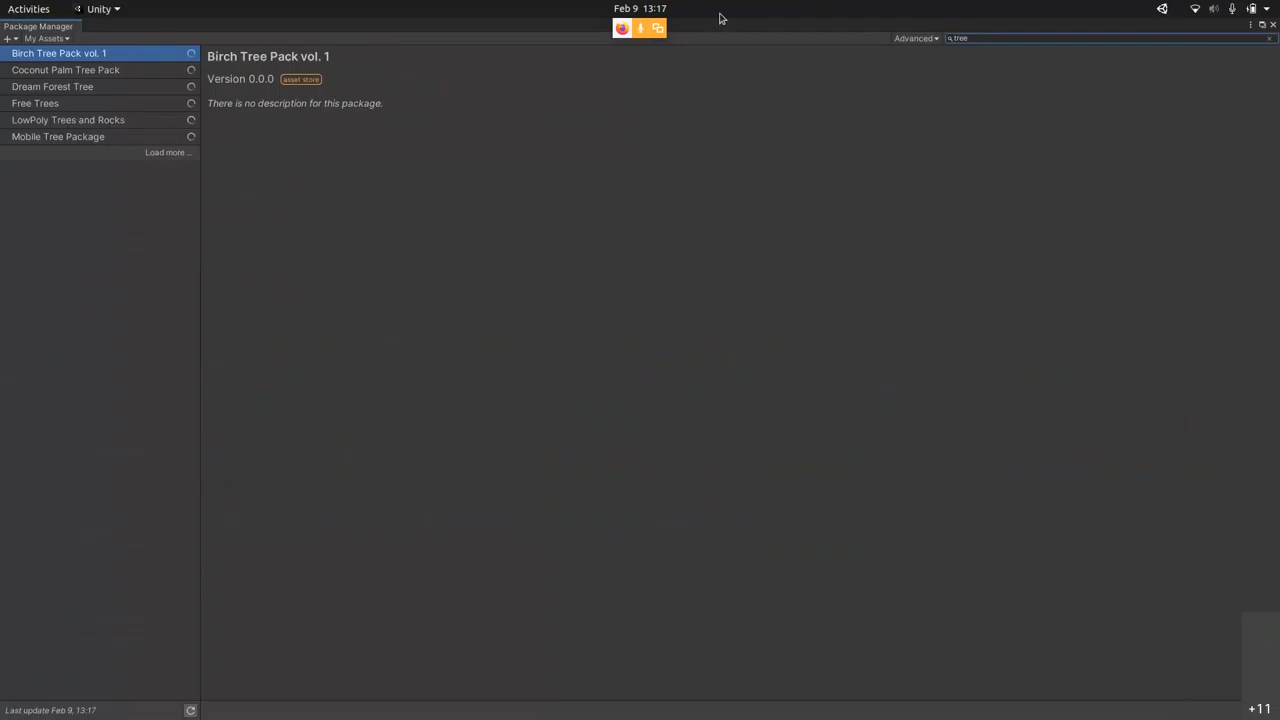 Activities
Unity
Feb 9 13:17
Package Manager
My Assets
Advanced
tree
Birch Tree Pack vol. 1
Coconut Palm Tree Pack
Dream Forest Tree
Free Trees
LowPoly Trees and Rocks
Mobile Tree Package
Load more ...
Birch Tree Pack vol. 1
Version 0.0.0
asset store
There is no description for this package.
Last update Feb 9, 13:17
+11